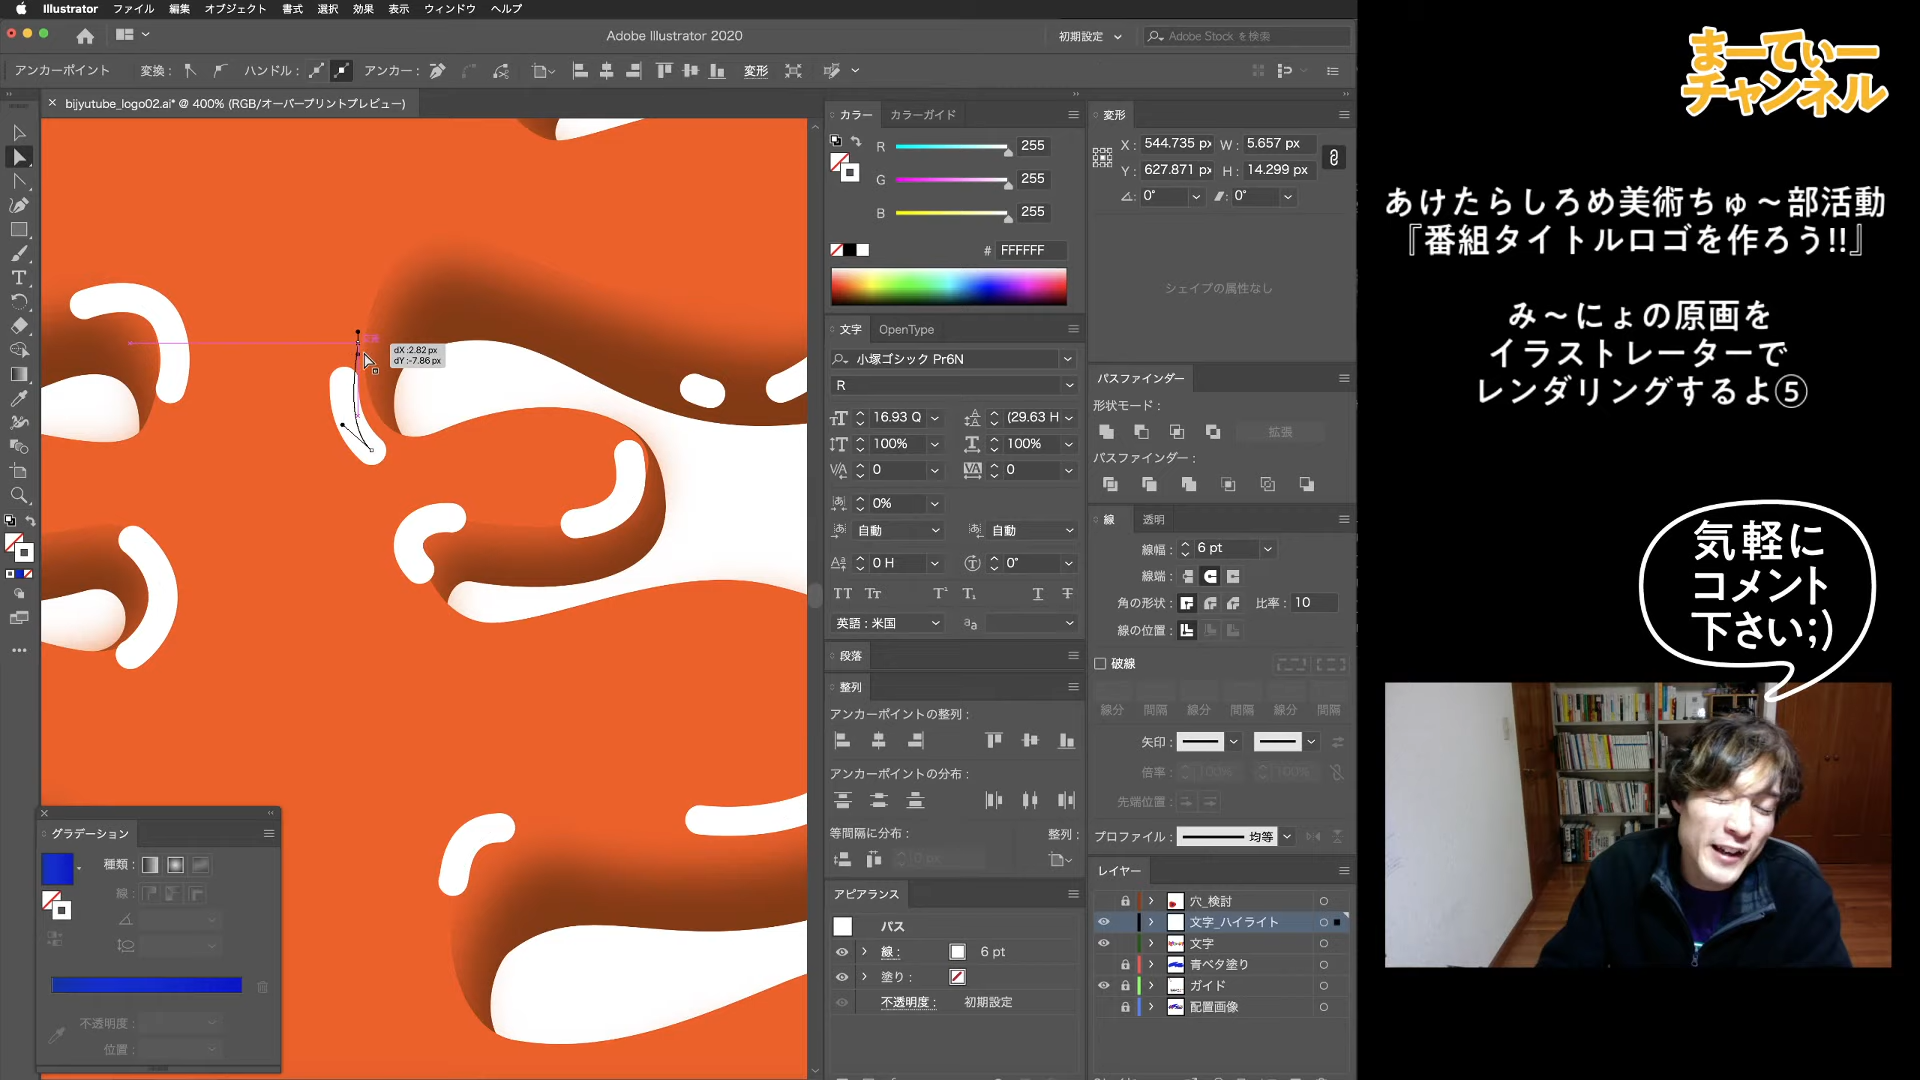 Illustrator ファイル 編集 オブジェクト 書式 選択 効果 表示 ウィンドウ ヘルプ
Adobe Illustrator 2020
初期設定
Adobe Stock を検索
アンカーポイント 変換： ハンドル： アンカー： 変形
bijyutube_logo02.ai* @ 400% (RGB/オーバープリントプレビュー)
dX :2.82 px
dY :-7.86 px
カラー カラーガイド
R 255
G 255
B 255
# FFFFFF
文字 OpenType
小塚ゴシック Pr6N
R
16.93 Q (29.63 H
100% 100%
0 0
0%
自動 自動
0 H 0°
英語 : 米国
段落
整列
アンカーポイントの整列 :
アンカーポイントの分布 :
等間隔に分布 : 整列 :
0 px
アピアランス
パス
線 : 6 pt
塗り :
不透明度 : 初期設定
変形
X : 544.735 px W : 5.657 px
Y : 627.871 px H : 14.299 px
0° 0°
シェイプの属性なし
パスファインダー
形状モード :
拡張
パスファインダー :
線 透明
線幅 : 6 pt
線端 :
角の形状 : 比率 : 10
線の位置 :
破線
線分 間隔 線分 間隔 線分 間隔
矢印 :
倍率 : 100% 100%
先端位置 :
プロファイル : 均等
レイヤー
穴_検討
文字_ハイライト
文字
青ベタ塗り
ガイド
配置画像
グラデーション
種類 :
線 :
不透明度 :
位置 :
まーてぃー
チャンネル
あけたらしろめ美術ちゅ～部活動
『番組タイトルロゴを作ろう!!』
み～にょの原画を
イラストレーターで
レンダリングするよ⑤
気軽に
コメント
下さい;)